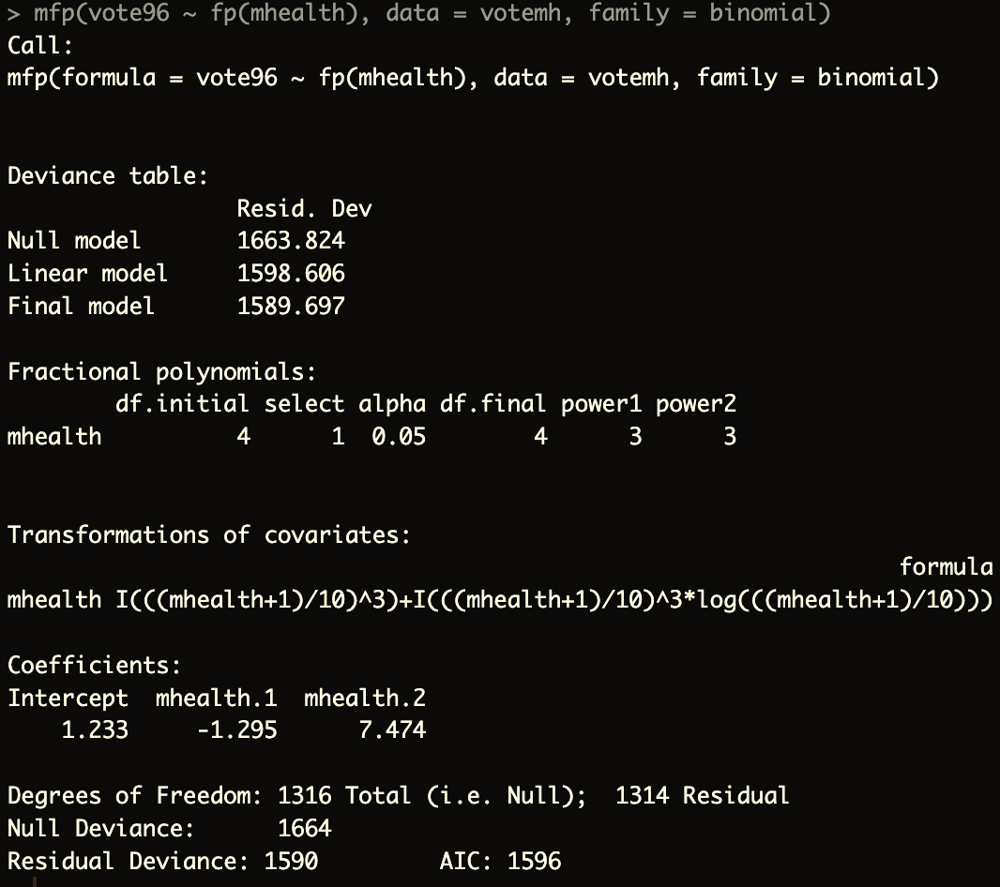 > mfp(vote96 ~ fp(mhealth), data = votemh, family = binomial)
Call:
mfp(formula = vote96 ~ fp(mhealth), data = votemh, family = binomial)
Deviance table:
Resid. Dev
Null model 1663.824
Linear model 1598.606
Final model 1589.697
Fractional polynomials:
df.initial select alpha df.final power1 power2
mhealth 4 1 0.05 4 3 3
Transformations of covariates:
formula
mhealth I(((mhealth+1)/10)^3)+I(((mhealth+1)/10)^3*log(((mhealth+1)/10)))
Coefficients:
Intercept mhealth.1 mhealth.2
1.233 -1.295 7.474
Degrees of Freedom: 1316 Total (i.e. Null); 1314 Residual
Null Deviance: 1664
Residual Deviance: 1590 AIC: 1596